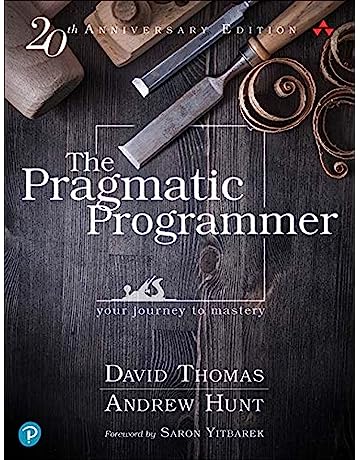 20th ANNIVERSARY EDITION
The
Pragmatic
Programmer
your journey to mastery
DAVID THOMAS
ANDREW HUNT
Foreword by SARON YITBAREK
P